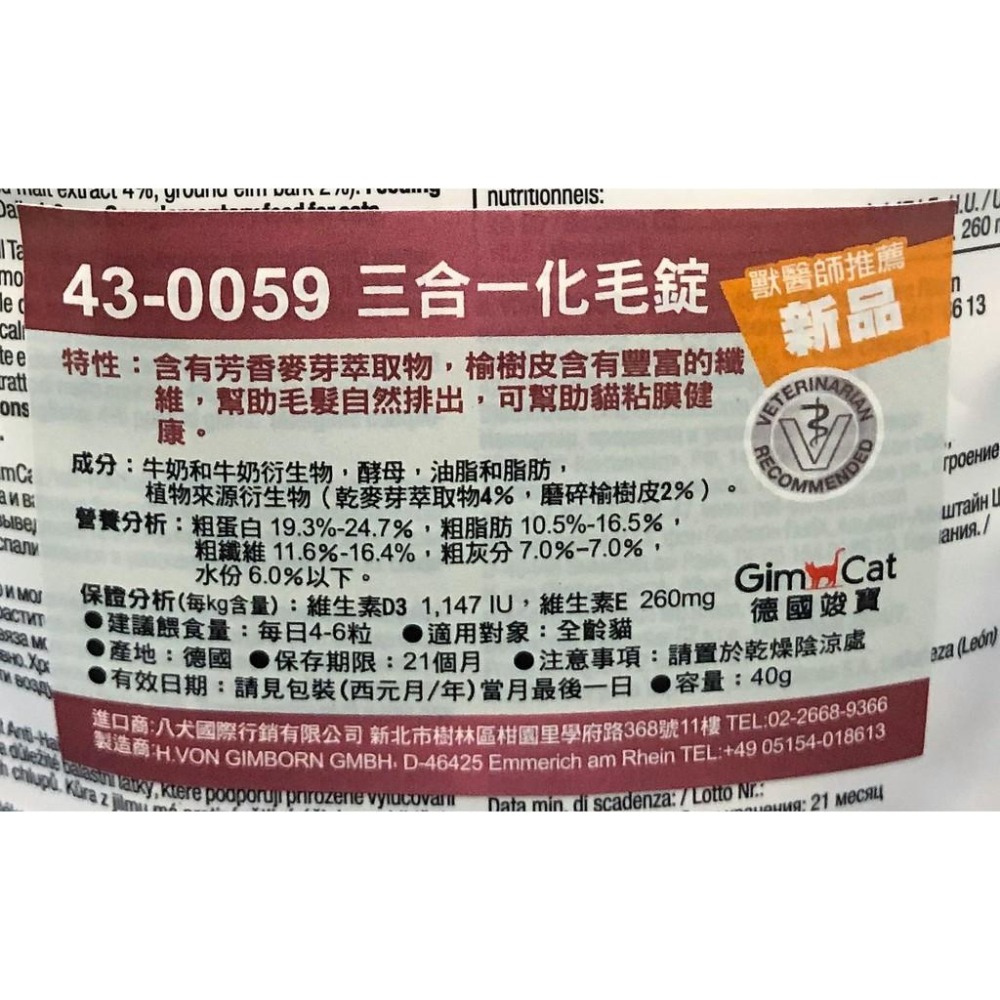 nutritionnels:
260
43-0059 三合一化毛錠
獸醫師推薦
新品
613
特性：含有芳香麥芽萃取物，榆樹皮含有豐富的纖
維，幫助毛髮自然排出，可幫助貓粘膜健
康。
VETERINARIAN
V
RECOMMENDED
成分：牛奶和牛奶衍生物，酵母，油脂和脂肪，
植物來源衍生物（乾麥芽萃取物4%，磨碎榆樹皮2%）。
營養分析：粗蛋白 19.3%-24.7%，粗脂肪 10.5%-16.5%，
粗纖維 11.6%-16.4%，粗灰分 7.0%-7.0%，
水份 6.0%以下。
GimCat
德國竣寶
保證分析(每kg含量)：維生素D3 1,147 IU，維生素E 260mg
●建議餵食量：每日4-6粒 ●適用對象：全齡貓
●產地：德國 ●保存期限：21個月 ●注意事項：請置於乾燥陰涼處
●有效日期：請見包裝(西元月/年)當月最後一日 ●容量：40g
eza (León)
進口商:八犬國際行銷有限公司 新北市樹林區柑園里學府路368號11樓 TEL:02-2668-9366
製造商:H.VON GIMBORN GMBH, D-46425 Emmerich am Rhein TEL:+49 05154-018613
látky, které podporují přirozené vylučování
Data min. di scadenza: / Lotto Nr.:
21 месяц